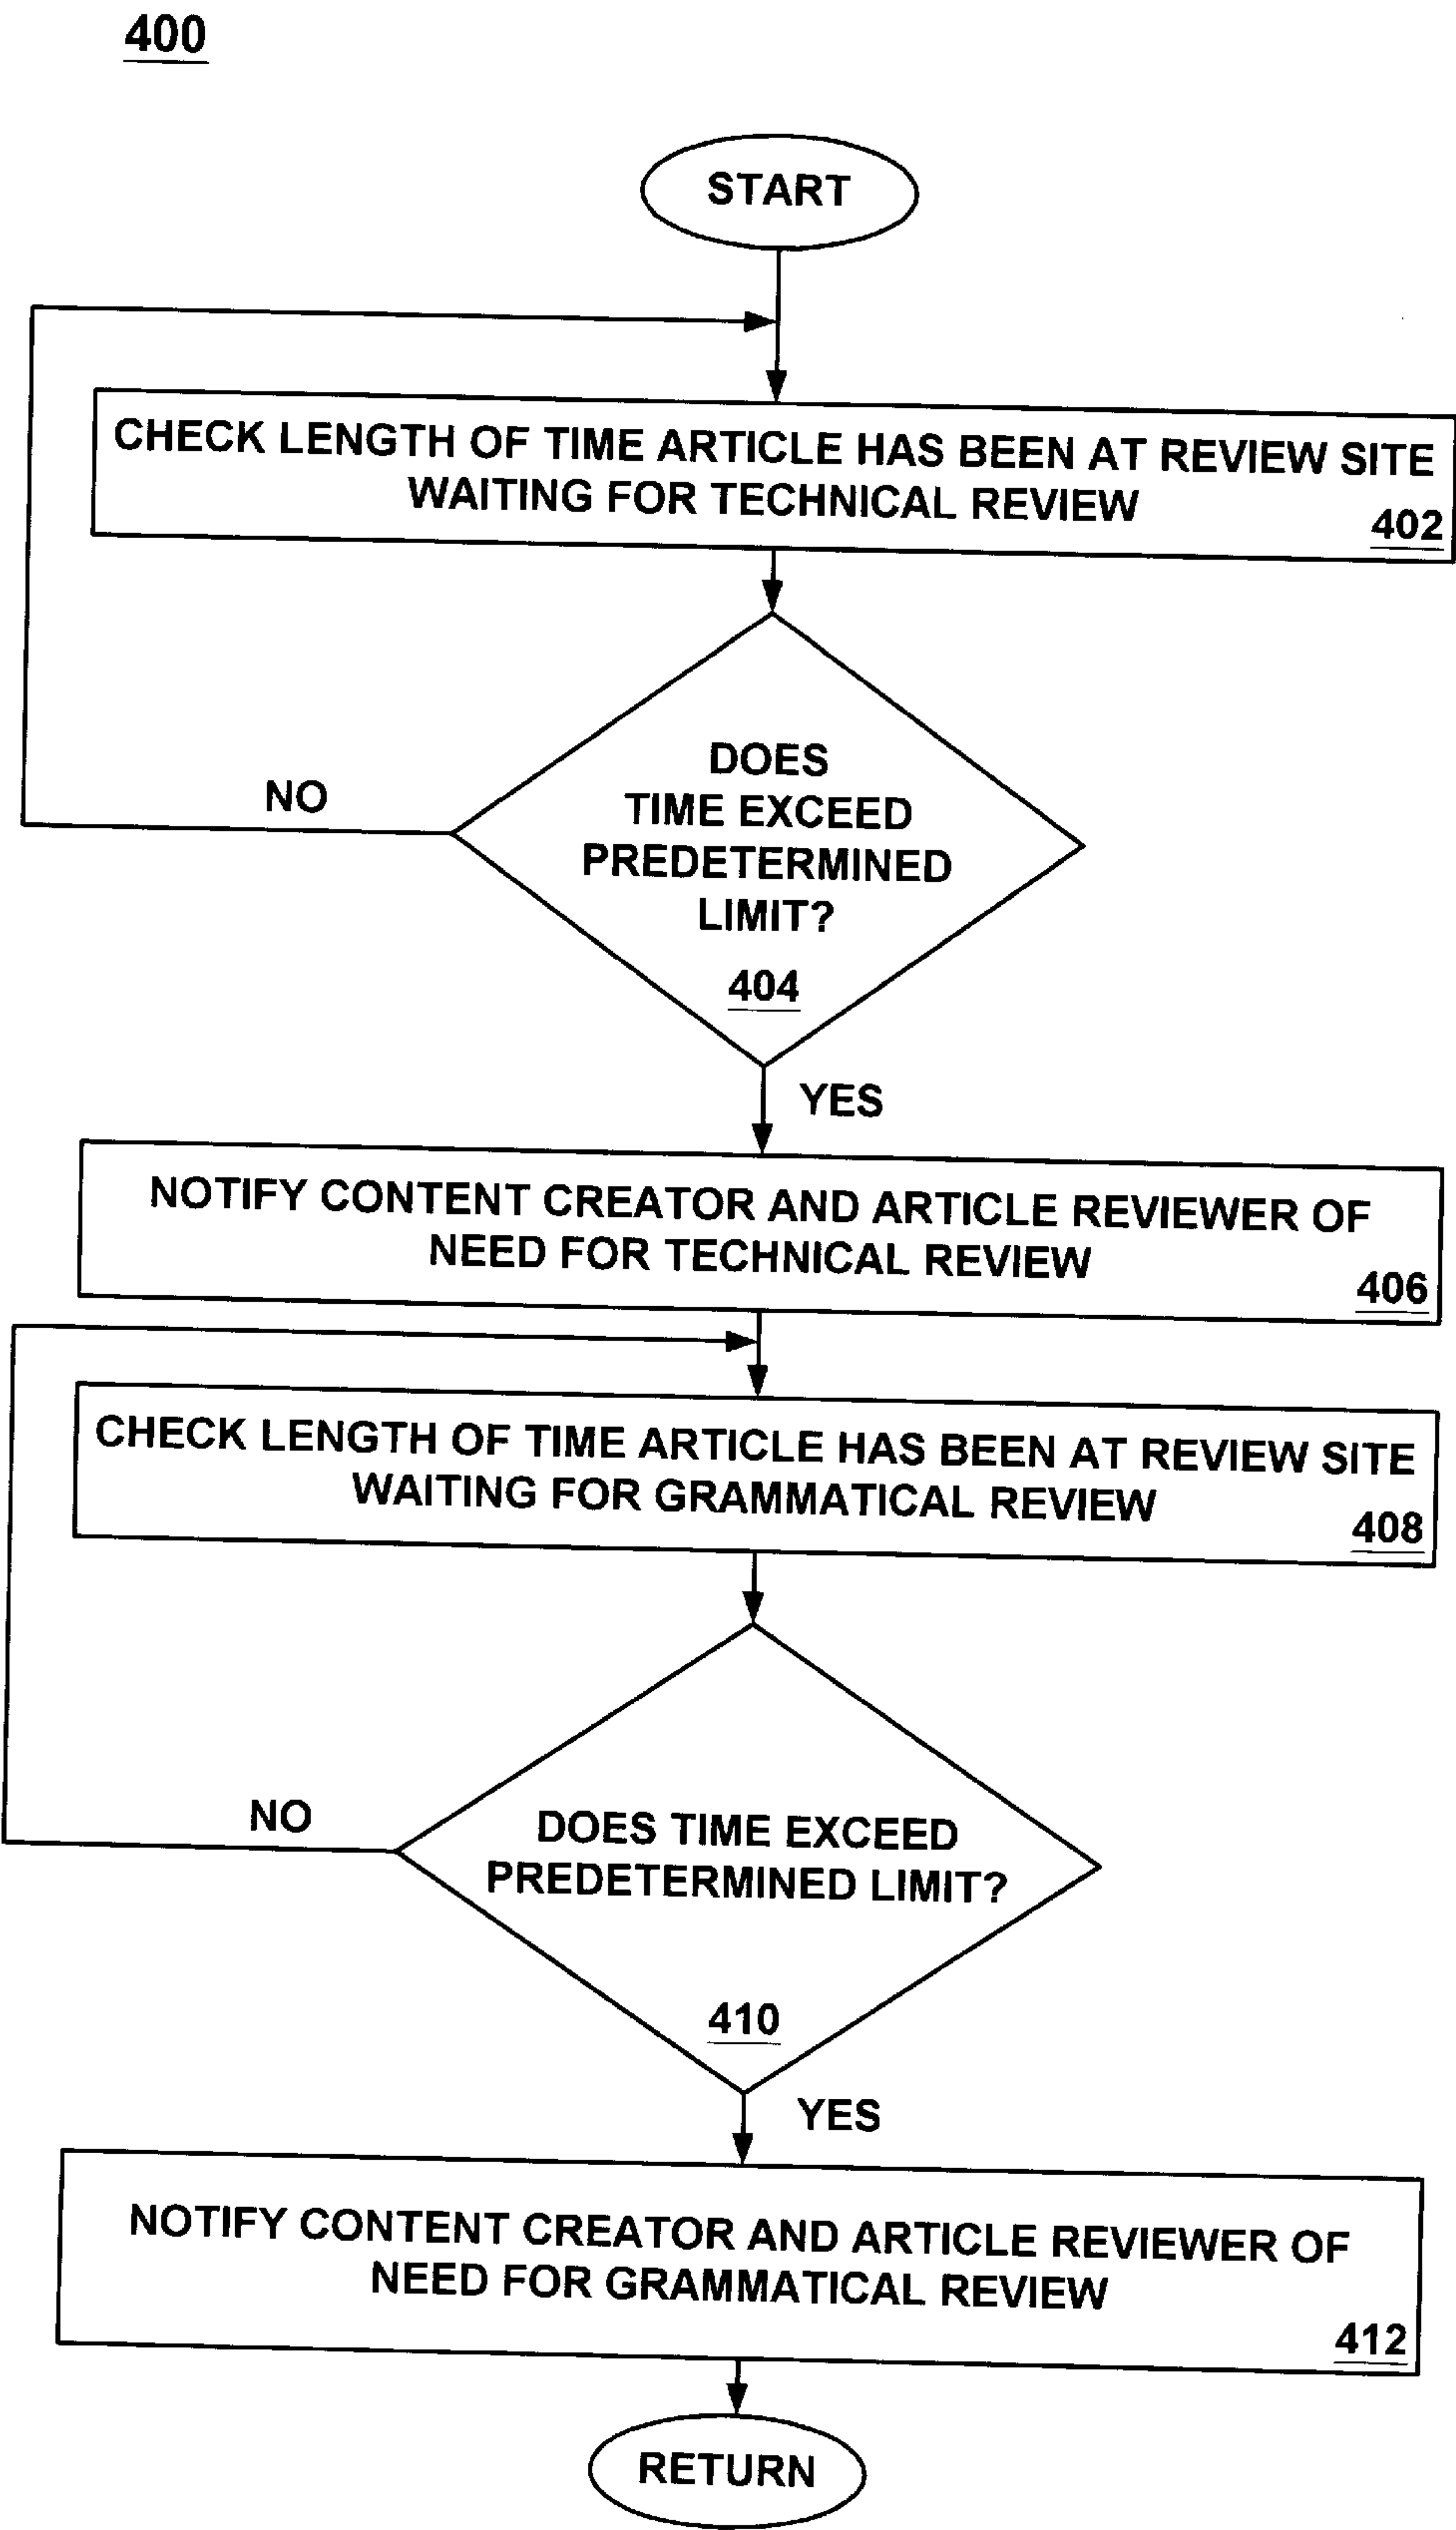 400
START
CHECK LENGTH OF TIME ARTICLE HAS BEEN AT REVIEW SITE
WAITING FOR TECHNICAL REVIEW
402
DOES
TIME EXCEED
PREDETERMINED
LIMIT?
404
NO
YES
NOTIFY CONTENT CREATOR AND ARTICLE REVIEWER OF
NEED FOR TECHNICAL REVIEW
406
CHECK LENGTH OF TIME ARTICLE HAS BEEN AT REVIEW SITE
WAITING FOR GRAMMATICAL REVIEW
408
DOES TIME EXCEED
PREDETERMINED LIMIT?
410
NO
YES
NOTIFY CONTENT CREATOR AND ARTICLE REVIEWER OF
NEED FOR GRAMMATICAL REVIEW
412
RETURN